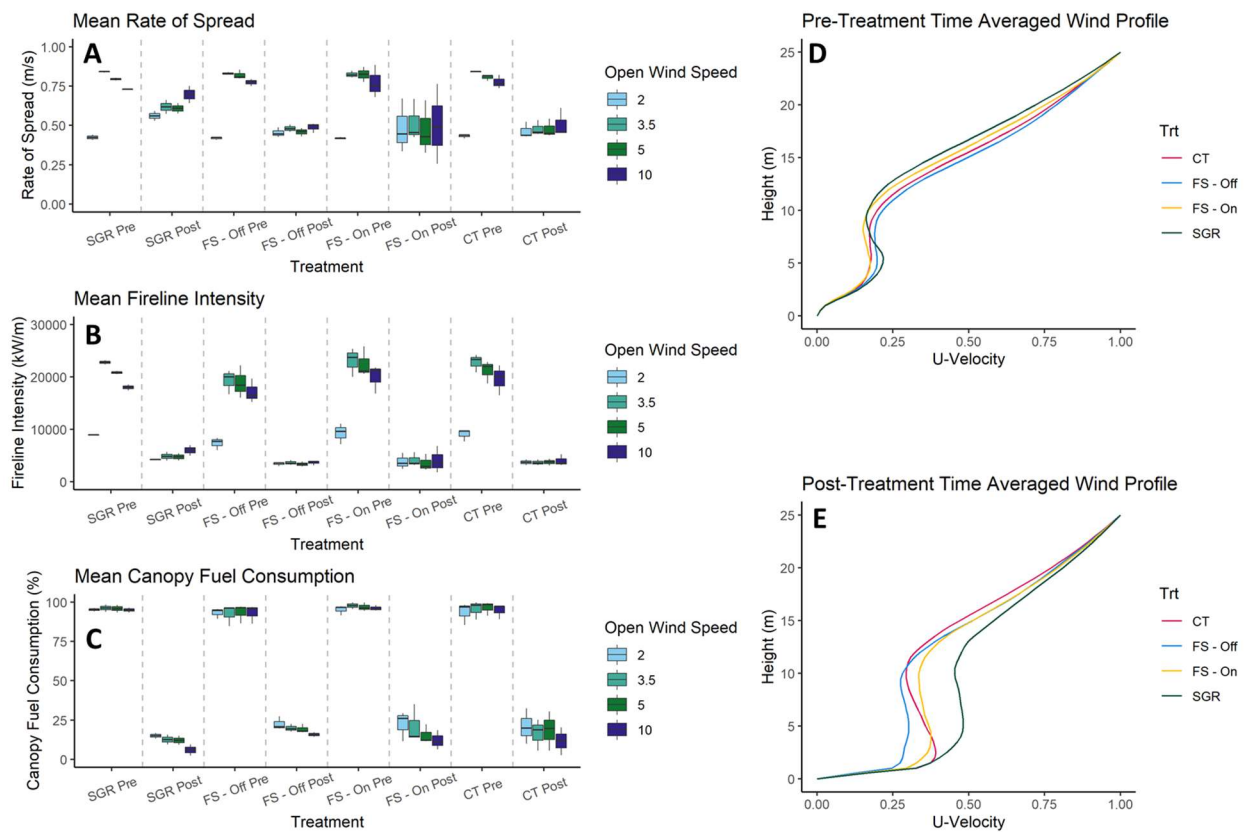 Mean Rate of Spread
A
Rate of Spread (m/s)
1.00
0.75
0.50
0.25
0.00
SGR Pre
SGR Post
FS - Off Pre
FS - Off Post
FS - On Pre
FS - On Post
CT Pre
CT Post
Treatment
Open Wind Speed
2
3.5
5
10
Mean Fireline Intensity
B
Fireline Intensity (kW/m)
30000
20000
10000
0
SGR Pre
SGR Post
FS - Off Pre
FS - Off Post
FS - On Pre
FS - On Post
CT Pre
CT Post
Treatment
Open Wind Speed
2
3.5
5
10
Mean Canopy Fuel Consumption
C
Canopy Fuel Consumption (%)
100
75
50
25
0
SGR Pre
SGR Post
FS - Off Pre
FS - Off Post
FS - On Pre
FS - On Post
CT Pre
CT Post
Treatment
Open Wind Speed
2
3.5
5
10
Pre-Treatment Time Averaged Wind Profile
D
Height (m)
25
20
15
10
5
0
0.00
0.25
0.50
0.75
1.00
U-Velocity
Trt
CT
FS - Off
FS - On
SGR
Post-Treatment Time Averaged Wind Profile
E
Height (m)
25
20
15
10
5
0
0.00
0.25
0.50
0.75
1.00
U-Velocity
Trt
CT
FS - Off
FS - On
SGR